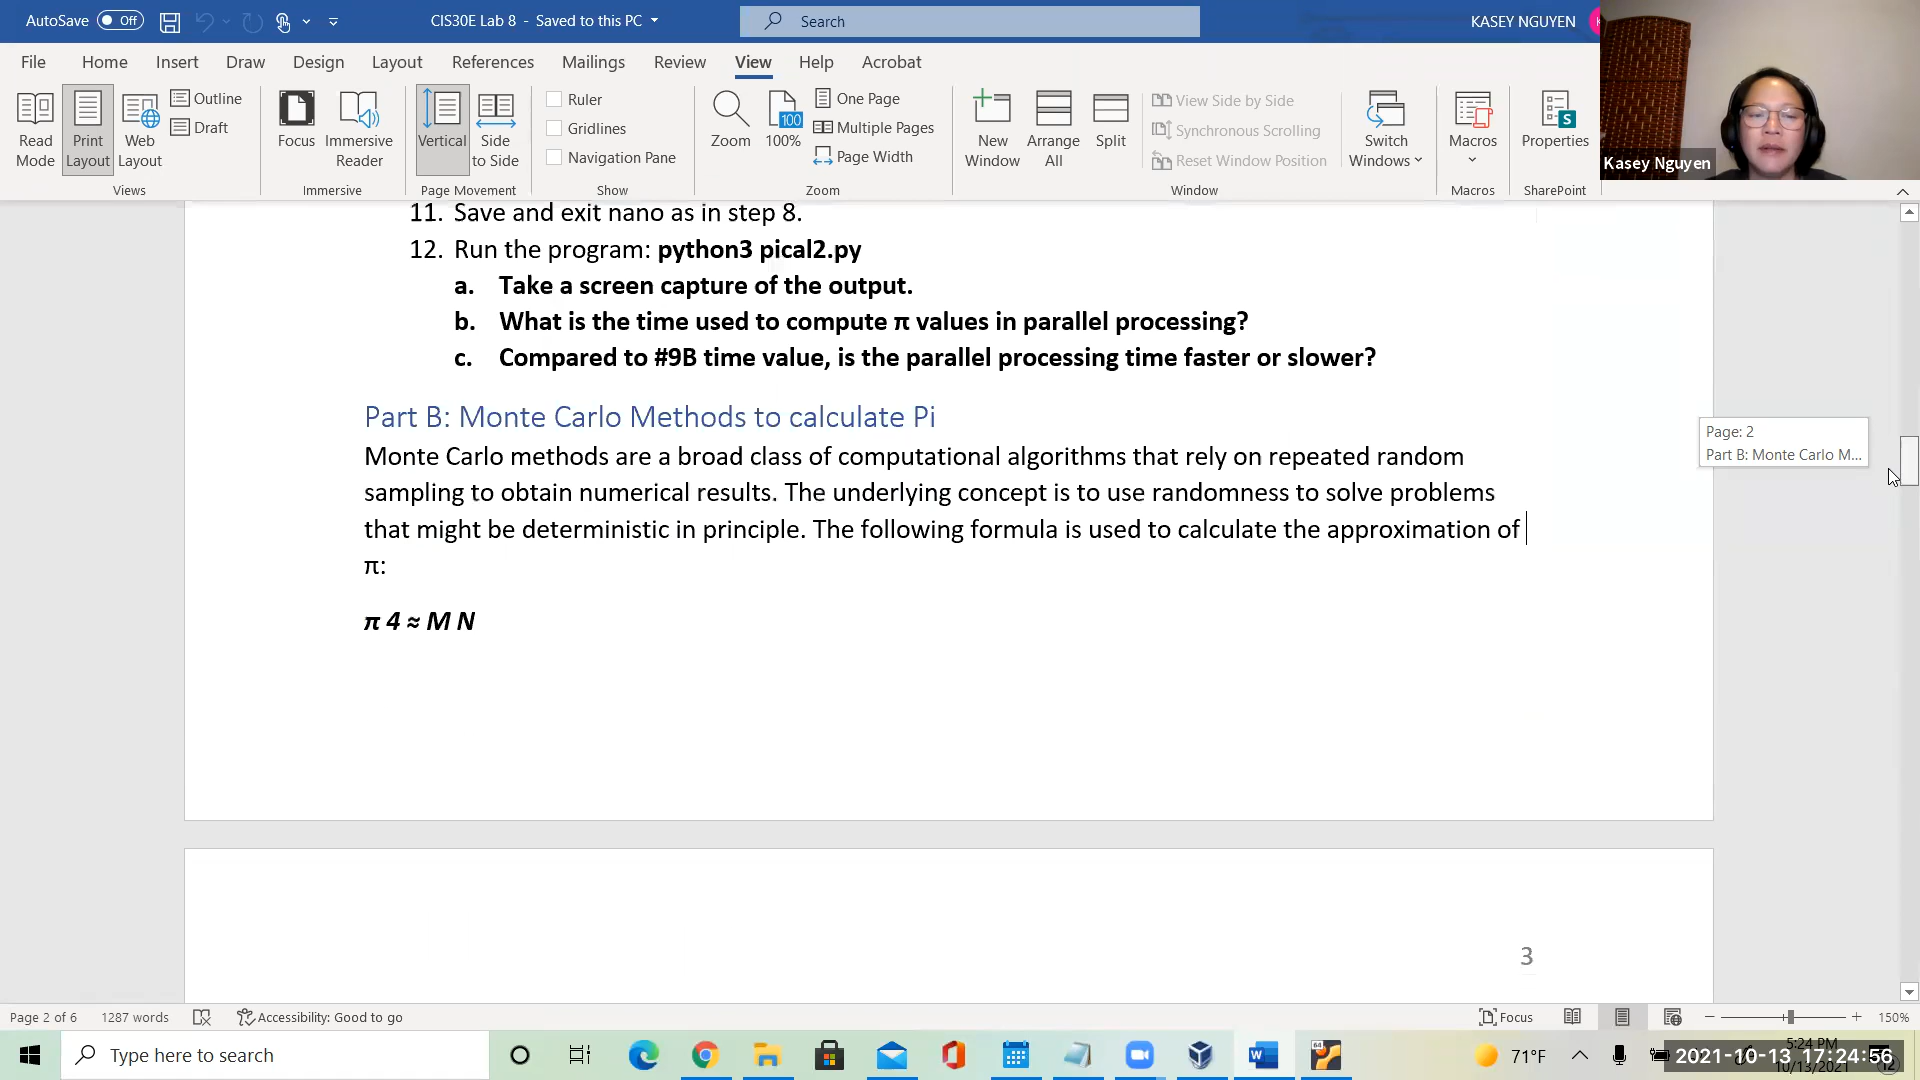 AutoSave Off CIS30E Lab 8 - Saved to this PC Search KASEY NGUYEN
File Home Insert Draw Design Layout References Mailings Review View Help Acrobat
Read Mode
Print Layout
Web Layout
Outline
Draft
Views
Focus
Immersive Reader
Immersive
Vertical
Side to Side
Page Movement
Ruler
Gridlines
Navigation Pane
Show
Zoom
100
100%
One Page
Multiple Pages
Page Width
Zoom
New Window
Arrange All
Split
View Side by Side
Synchronous Scrolling
Reset Window Position
Switch Windows
Window
Macros
Macros
Properties
SharePoint
Kasey Nguyen
11. Save and exit nano as in step 8.
12. Run the program: python3 pical2.py
a. Take a screen capture of the output.
b. What is the time used to compute π values in parallel processing?
c. Compared to #9B time value, is the parallel processing time faster or slower?
Part B: Monte Carlo Methods to calculate Pi
Monte Carlo methods are a broad class of computational algorithms that rely on repeated random
sampling to obtain numerical results. The underlying concept is to use randomness to solve problems
that might be deterministic in principle. The following formula is used to calculate the approximation of
π:
π 4 ≈ M N
Page: 2
Part B: Monte Carlo M...
3
Page 2 of 6 1287 words Accessibility: Good to go Focus 150%
Type here to search 71°F 5:24 PM
2021-10-13 17:24:56
10/13/2021